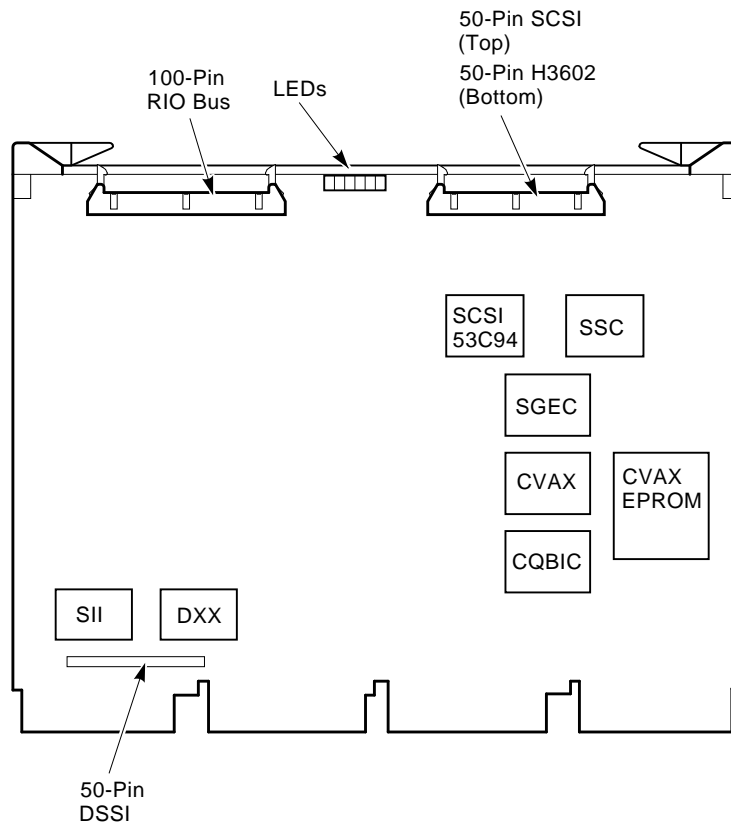 50-Pin SCSI
(Top)
50-Pin H3602
(Bottom)
100-Pin
RIO Bus
LEDs
SCSI
53C94
SSC
SGEC
CVAX
CVAX
EPROM
CQBIC
SII
DXX
50-Pin
DSSI